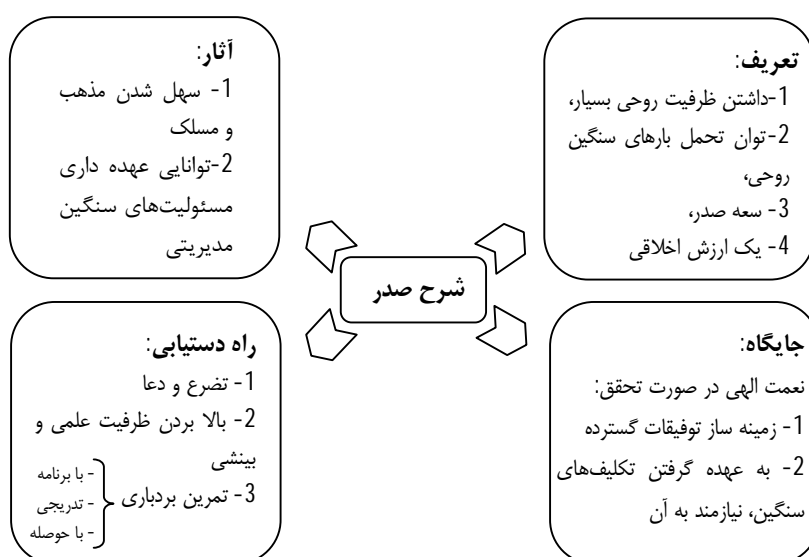 تعریف:
1-داشتن ظرفیت روحی بسیار،
2-توان تحمل بارهای سنگین
روحی،
3- سعه صدر،
4- یک ارزش اخلاقی
آثار:
1- سهل شدن مذهب
و مسلک
2-توانایی عهده داری
مسئولیت‌های سنگین
مدیریتی
شرح صدر
جایگاه:
نعمت الهی در صورت تحقق:
1- زمینه ساز توفیقات گسترده
2- به عهده گرفتن تکلیف‌های
سنگین، نیازمند به آن
راه دستیابی:
1- تضرع و دعا
2- بالا بردن ظرفیت علمی و
بینشی
3- تمرین بردباری
- با برنامه
- تدریجی
- با حوصله